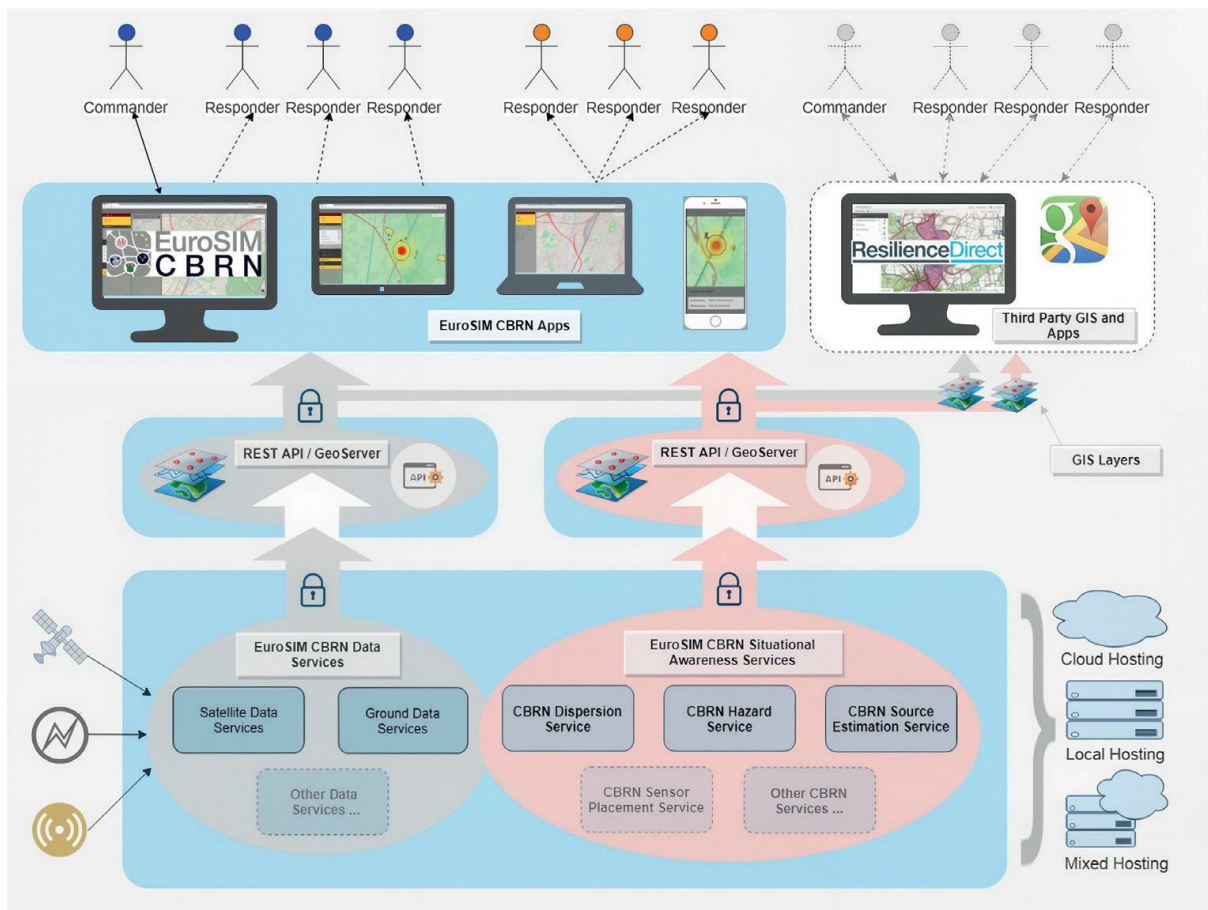 Commander
Responder
Responder
Responder
Responder
Responder
Responder
Commander
Responder
Responder
Responder
EuroSIM
CBRN
EuroSIM CBRN Apps
ResilienceDirect
Third Party GIS and
Apps
REST API / GeoServer
API
REST API / GeoServer
API
GIS Layers
EuroSIM CBRN Data
Services
Satellite Data
Services
Ground Data
Services
Other Data
Services ...
EuroSIM CBRN Situational
Awareness Services
CBRN Dispersion
Service
CBRN Hazard
Service
CBRN Source
Estimation Service
CBRN Sensor
Placement Service
Other CBRN
Services ...
Cloud Hosting
Local Hosting
Mixed Hosting